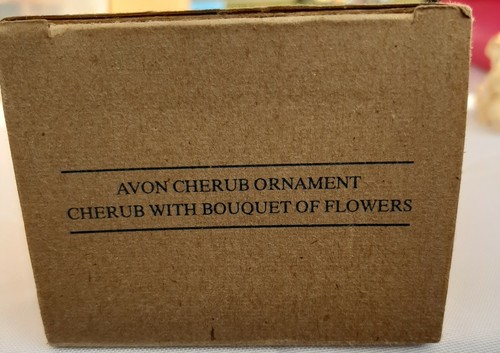 AVON CHERUB ORNAMENT
CHERUB WITH BOUQUET OF FLOWERS